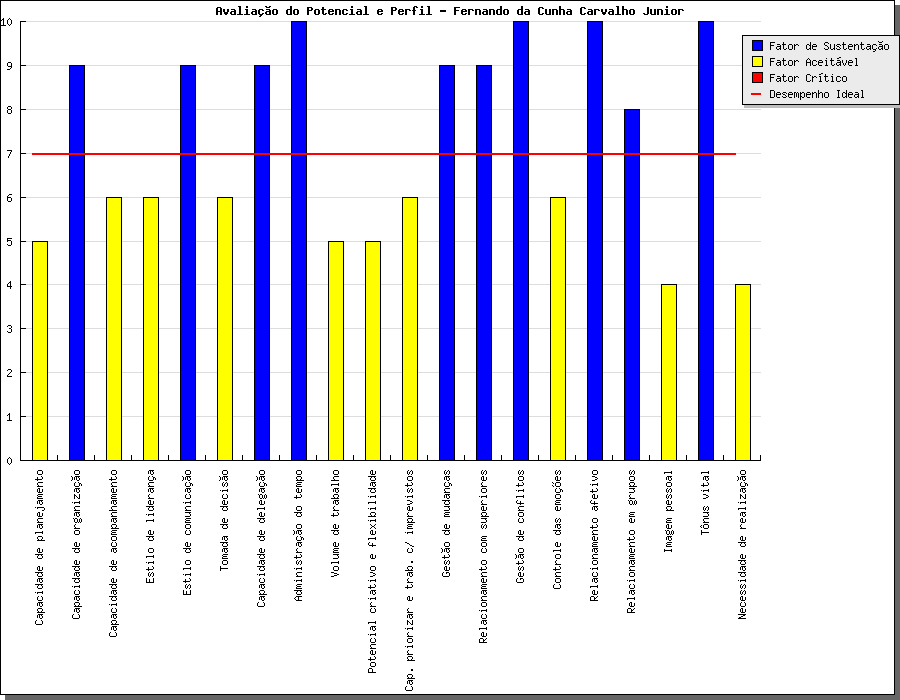 Avaliação do Potencial e Perfil - Fernando da Cunha Carvalho Junior
Fator de Sustentação
Fator Aceitável
Fator Crítico
Desempenho Ideal
10
9
8
7
6
5
4
3
2
1
0
Capacidade de planejamento
Capacidade de organização
Capacidade de acompanhamento
Estilo de liderança
Estilo de comunicação
Tomada de decisão
Capacidade de delegação
Administração do tempo
Volume de trabalho
Potencial criativo e flexibilidade
Cap. priorizar e trab. c/ imprevistos
Gestão de mudanças
Relacionamento com superiores
Gestão de conflitos
Controle das emoções
Relacionamento afetivo
Relacionamento em grupos
Imagem pessoal
Tônus vital
Necessidade de realização